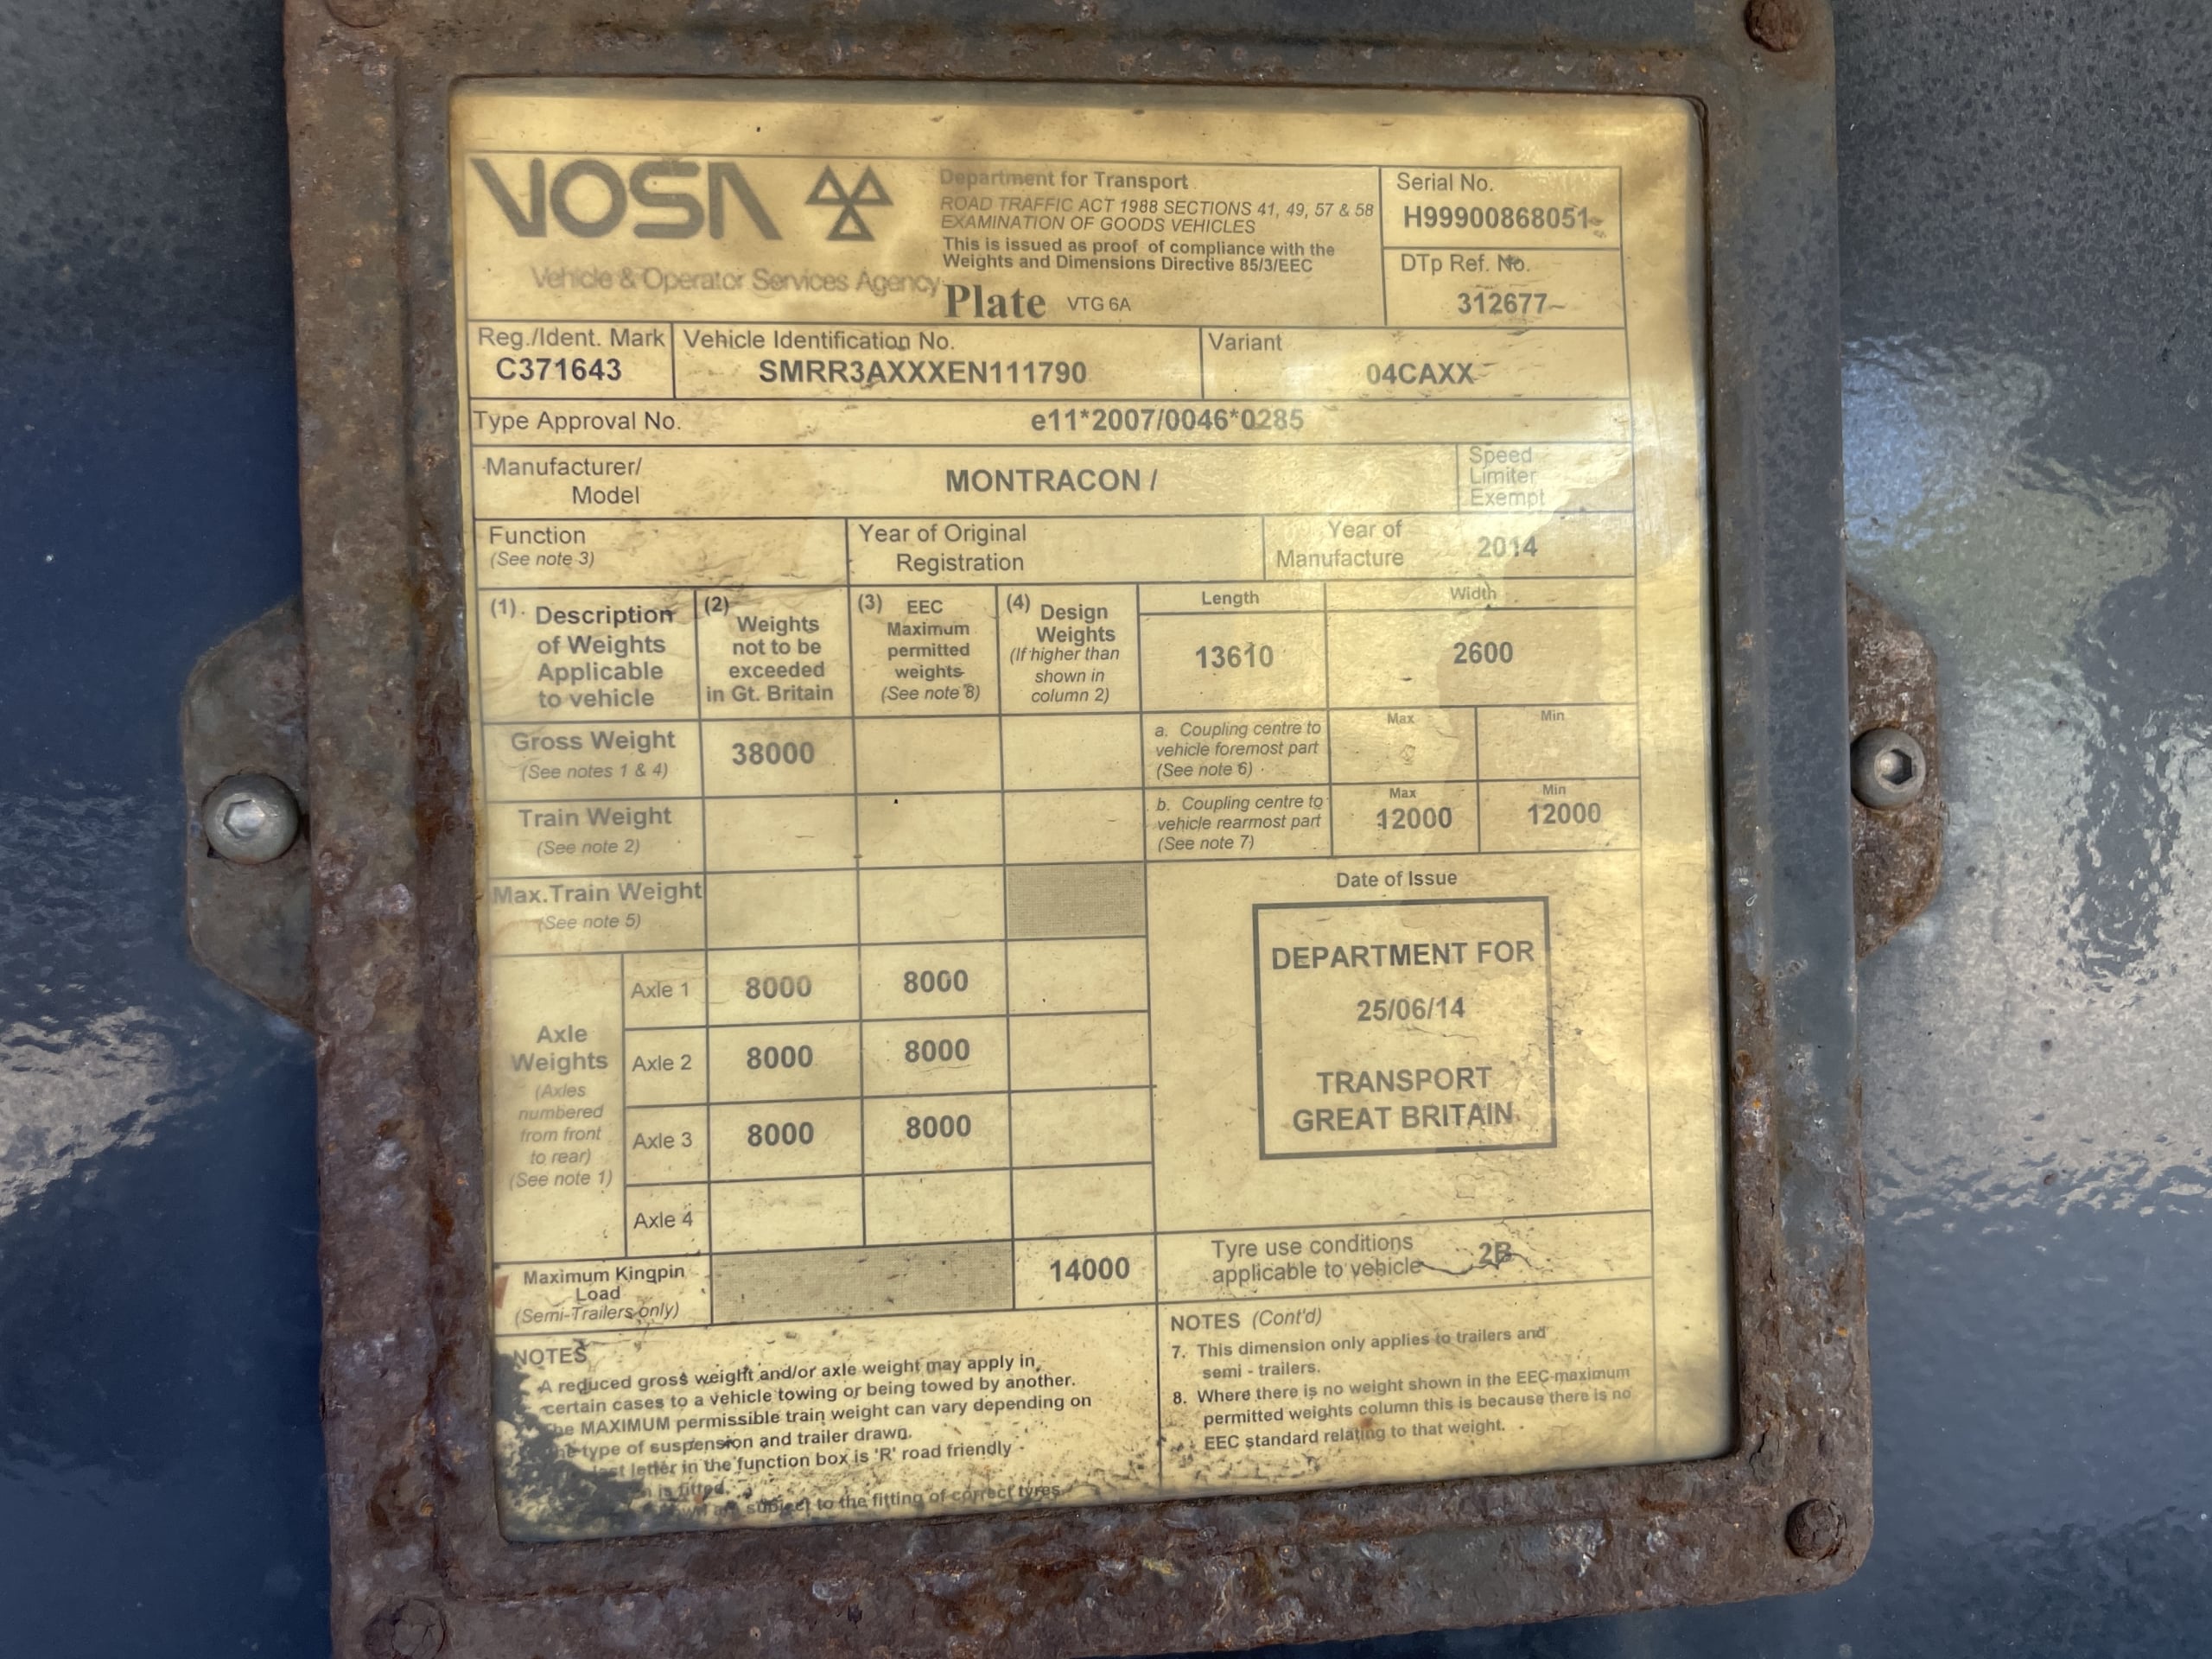 VOSA
Vehicle & Operator Services Agency
Department for Transport
ROAD TRAFFIC ACT 1988 SECTIONS 41, 49, 57 & 58
EXAMINATION OF GOODS VEHICLES
This is issued as proof of compliance with the
Weights and Dimensions Directive 85/3/EEC
Plate VTG 6A
Serial No.
H99900868051
DTp Ref. No.
312677
Reg./Ident. Mark
C371643
Vehicle Identification No.
SMRR3AXXXEN111790
Variant
04CAXX
Type Approval No.
e11*2007/0046*0285
Manufacturer/
Model
MONTRACON /
Speed
Limiter
Exempt
Function
(See note 3)
Year of Original
Registration
Year of
Manufacture
2014
(1) Description
of Weights
Applicable
to vehicle
(2)
Weights
not to be
exceeded
in Gt. Britain
(3) EEC
Maximum
permitted
weights
(See note 8)
(4) Design
Weights
(If higher than
shown in
column 2)
Length
13610
Width
2600
Gross Weight
(See notes 1 & 4)
38000
a. Coupling centre to
vehicle foremost part
(See note 6)
Max
Min
Train Weight
(See note 2)
b. Coupling centre to
vehicle rearmost part
(See note 7)
Max
12000
Min
12000
Max.Train Weight
(See note 5)
Date of Issue
DEPARTMENT FOR
25/06/14
TRANSPORT
GREAT BRITAIN
Axle
Weights
(Axles
numbered
from front
to rear)
(See note 1)
Axle 1 8000 8000
Axle 2 8000 8000
Axle 3 8000 8000
Axle 4
Maximum Kingpin
Load
(Semi-Trailers only)
14000
Tyre use conditions
applicable to vehicle
2B
NOTES
A reduced gross weight and/or axle weight may apply in
certain cases to a vehicle towing or being towed by another.
MAXIMUM permissible train weight can vary depending on
type of suspension and trailer drawn.
letter in the function box is 'R' road friendly
is fitted.
subject to the fitting of correct tyres
NOTES (Cont'd)
7. This dimension only applies to trailers and
semi - trailers.
8. Where there is no weight shown in the EEC maximum
permitted weights column this is because there is no
EEC standard relating to that weight.